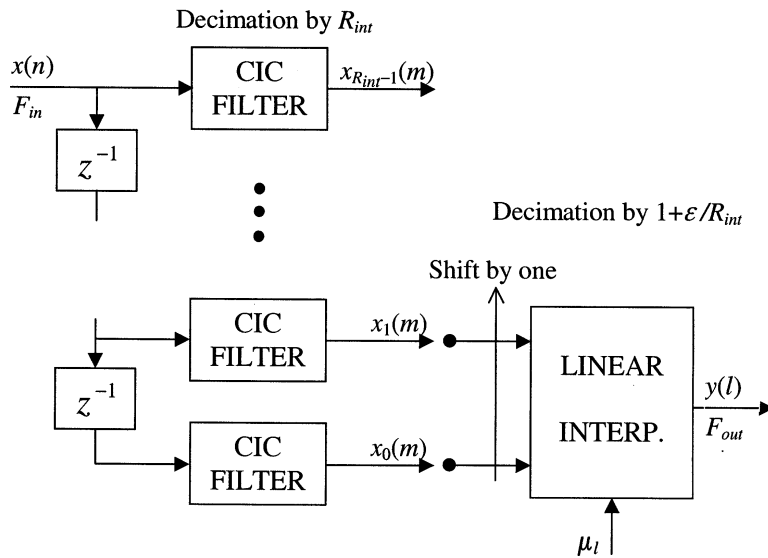 Decimation by R_int
x(n)
F_in
CIC
FILTER
x_{R_int−1}(m)
z^{−1}
Decimation by 1+ε/R_int
Shift by one
CIC
FILTER
x_1(m)
z^{−1}
LINEAR
INTERP.
y(l)
F_out
CIC
FILTER
x_0(m)
μ_l